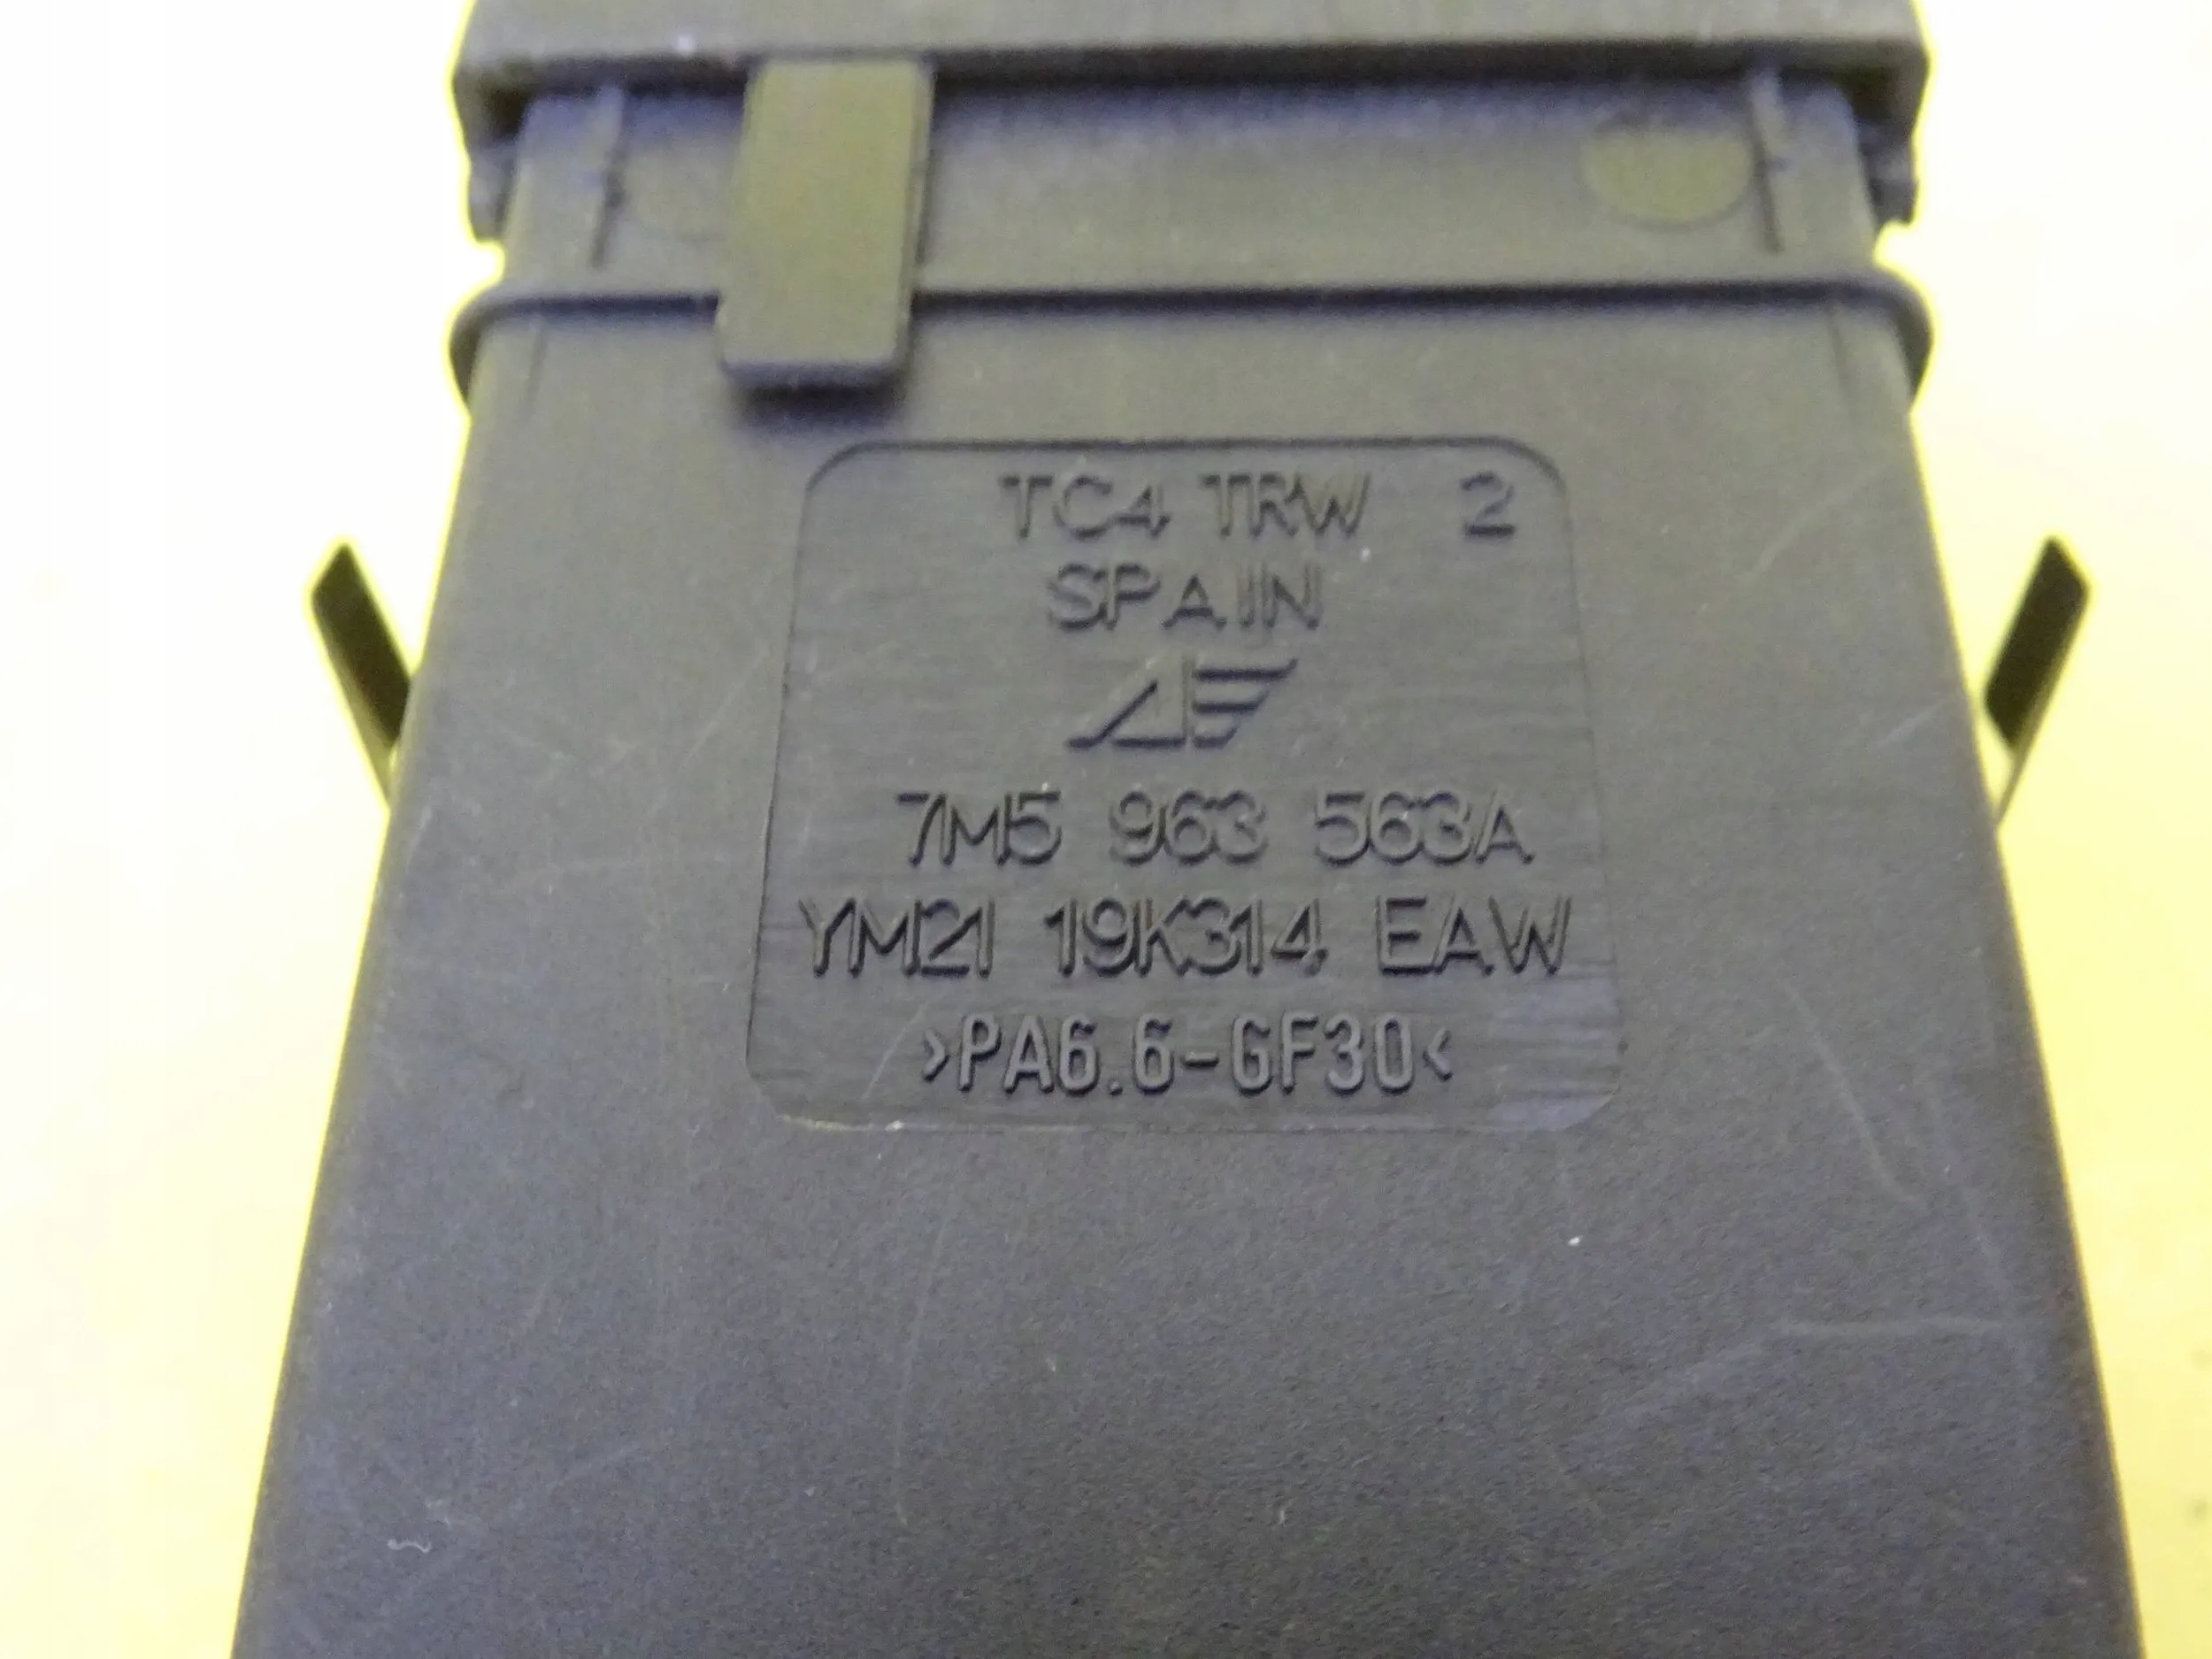 TC4 TRW 2
SPAIN
7M5 963 563A
YM21 19K314 EAW
>PA6.6-GF30<